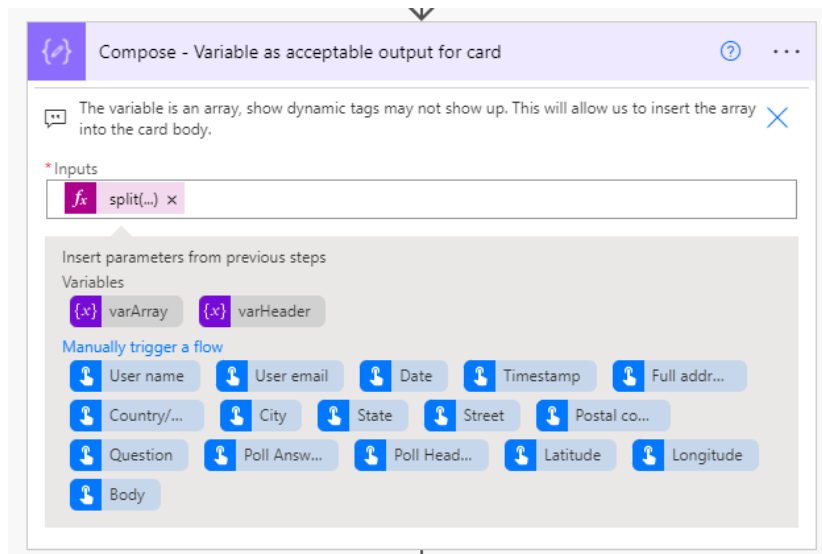 Compose - Variable as acceptable output for card
The variable is an array, show dynamic tags may not show up. This will allow us to insert the array
into the card body.
* Inputs
fx split(...) ×
Insert parameters from previous steps
Variables
{x} varArray {x} varHeader
Manually trigger a flow
User name User email Date Timestamp Full addr...
Country/... City State Street Postal co...
Question Poll Answ... Poll Head... Latitude Longitude
Body